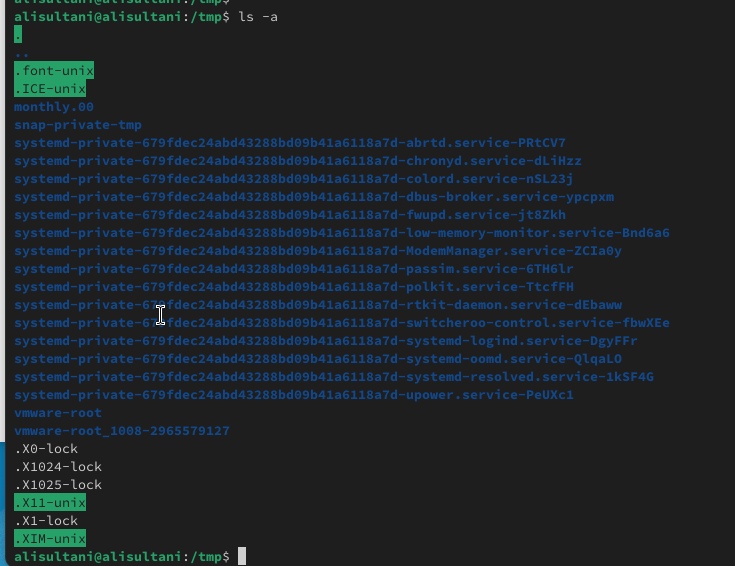 alisultani@alisultani:/tmp$ ls -a
.
..
.font-unix
.ICE-unix
monthly.00
snap-private-tmp
systemd-private-679fdec24abd43288bd09b41a6118a7d-abrtd.service-PRtCV7
systemd-private-679fdec24abd43288bd09b41a6118a7d-chronyd.service-dLiHzz
systemd-private-679fdec24abd43288bd09b41a6118a7d-colord.service-nSL23j
systemd-private-679fdec24abd43288bd09b41a6118a7d-dbus-broker.service-ypcpxm
systemd-private-679fdec24abd43288bd09b41a6118a7d-fwupd.service-jt8Zkh
systemd-private-679fdec24abd43288bd09b41a6118a7d-low-memory-monitor.service-Bnd6a6
systemd-private-679fdec24abd43288bd09b41a6118a7d-ModemManager.service-ZCIa0y
systemd-private-679fdec24abd43288bd09b41a6118a7d-passim.service-6TH6lr
systemd-private-679fdec24abd43288bd09b41a6118a7d-polkit.service-TtcfFH
systemd-private-679fdec24abd43288bd09b41a6118a7d-rtkit-daemon.service-dEbaww
systemd-private-679fdec24abd43288bd09b41a6118a7d-switcheroo-control.service-fbwXEe
systemd-private-679fdec24abd43288bd09b41a6118a7d-systemd-logind.service-DgyFFr
systemd-private-679fdec24abd43288bd09b41a6118a7d-systemd-oomd.service-QlqaLO
systemd-private-679fdec24abd43288bd09b41a6118a7d-systemd-resolved.service-1kSF4G
systemd-private-679fdec24abd43288bd09b41a6118a7d-upower.service-PeUXc1
vmware-root
vmware-root_1008-2965579127
.X0-lock
.X1024-lock
.X1025-lock
.X11-unix
.X1-lock
.XIM-unix
alisultani@alisultani:/tmp$